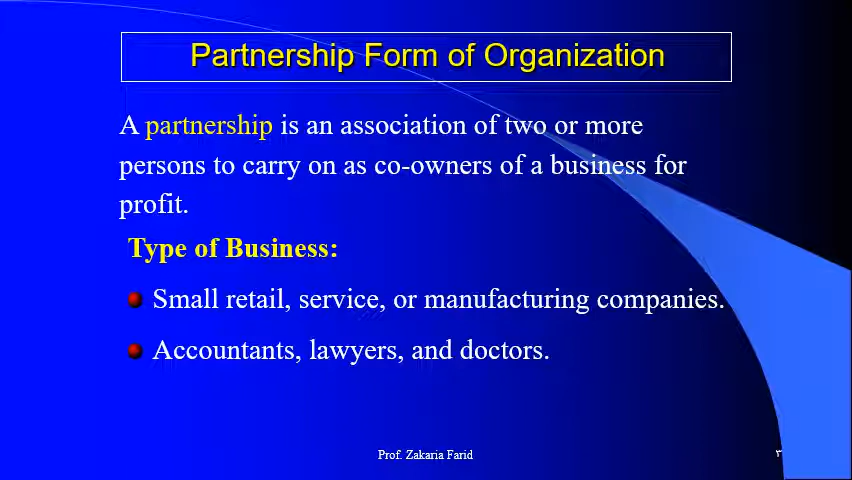 Partnership Form of Organization
A partnership is an association of two or more
persons to carry on as co-owners of a business for
profit.
Type of Business:
Small retail, service, or manufacturing companies.
Accountants, lawyers, and doctors.
Prof. Zakaria Farid
٣